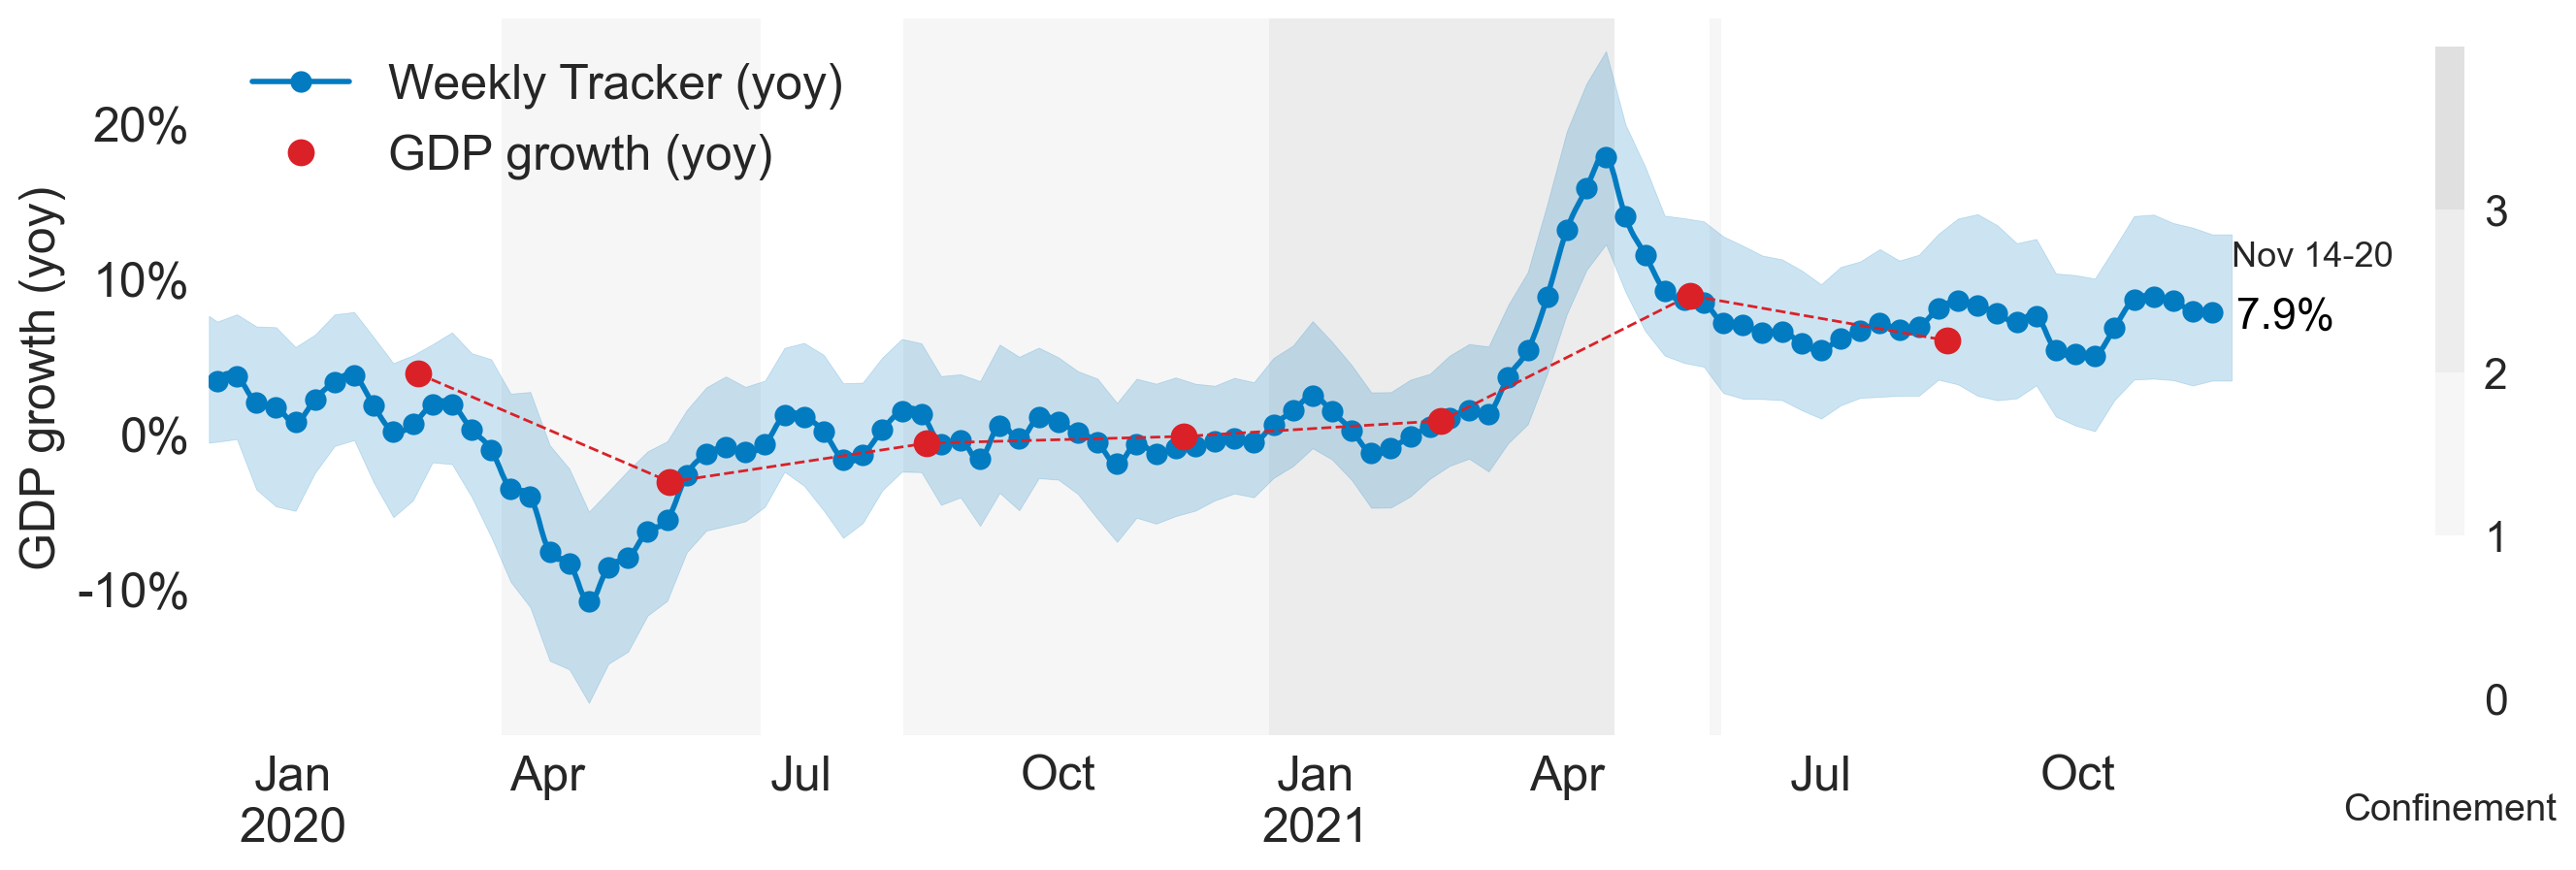 Weekly Tracker (yoy)
GDP growth (yoy)
GDP growth (yoy)
20%
10%
0%
-10%
Jan
2020
Apr
Jul
Oct
Jan
2021
Apr
Jul
Oct
Nov 14-20
7.9%
3
2
1
0
Confinement